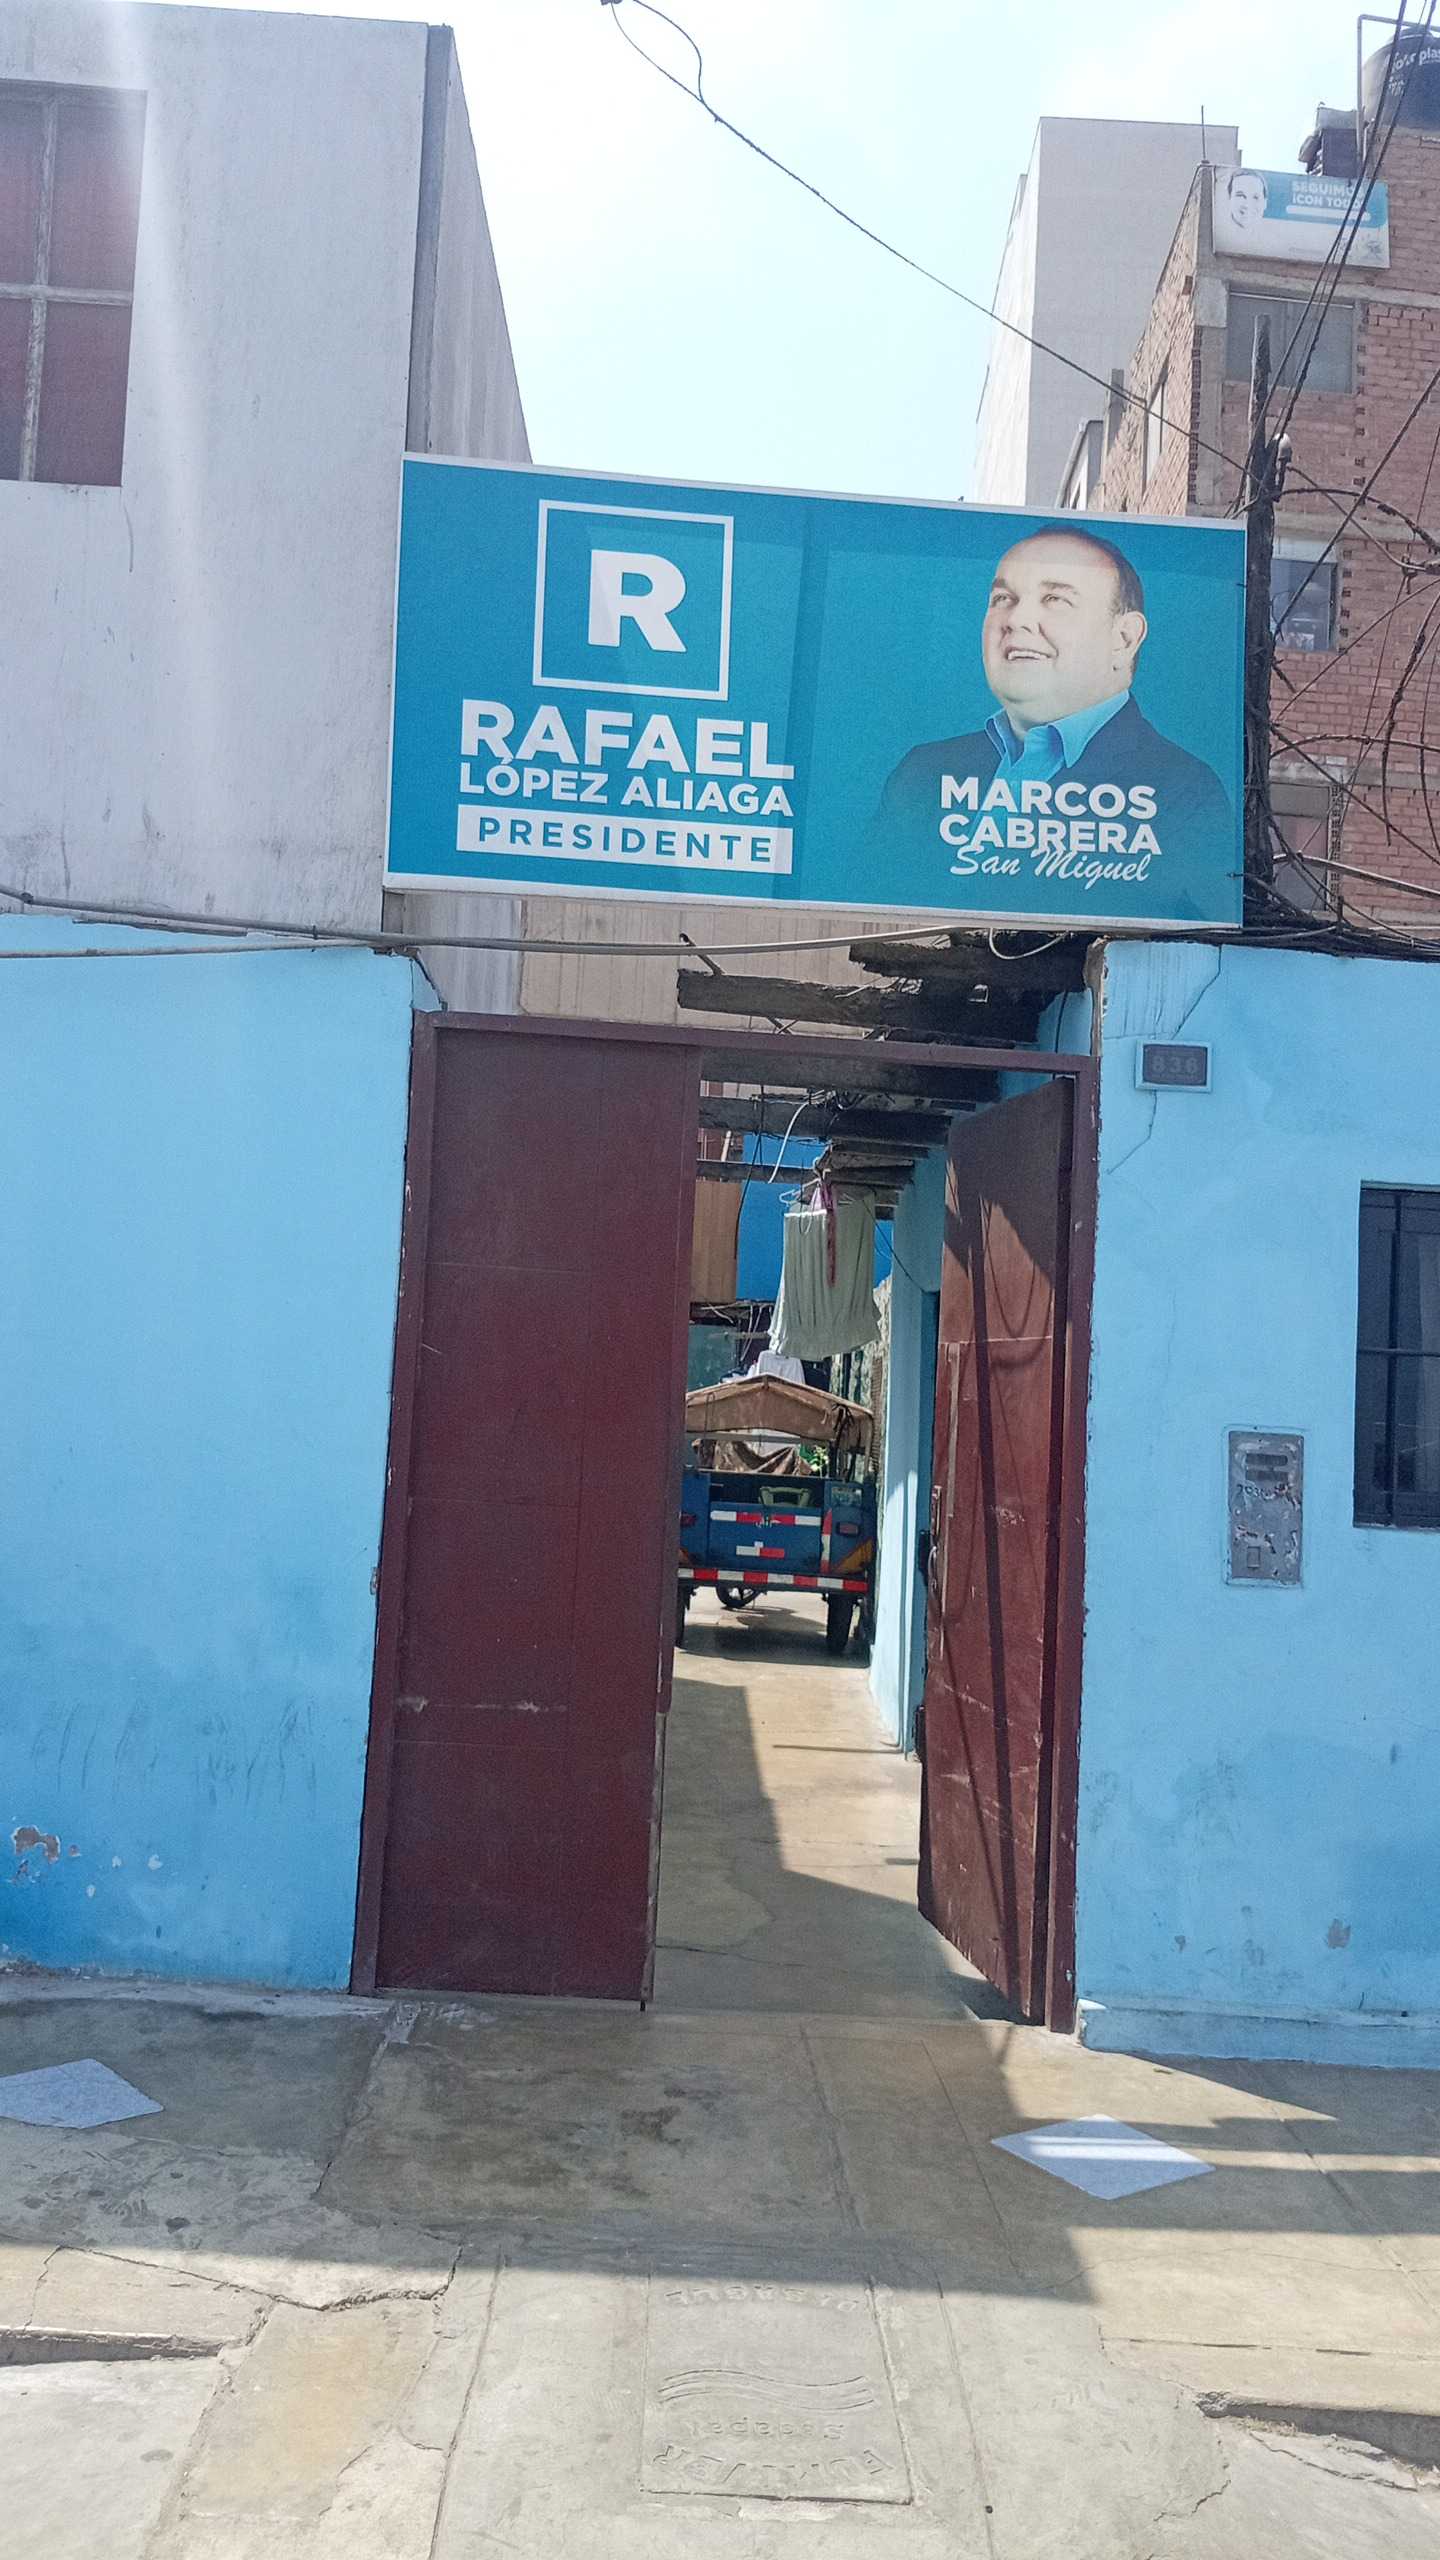 SEGUIMOS
¡CON TODO!
R
RAFAEL
LÓPEZ ALIAGA
PRESIDENTE
MARCOS
CABRERA
San Miguel
836